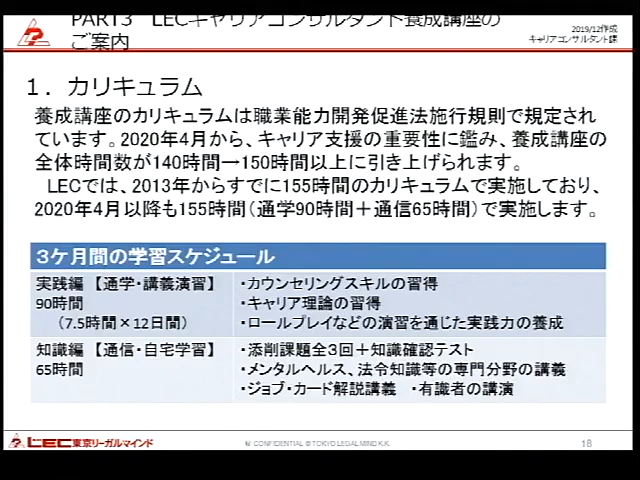 PART3　LECキャリアコンサルタント養成講座の
ご案内
2019/12作成
キャリアコンサルタント課
1．カリキュラム
養成講座のカリキュラムは職業能力開発促進法施行規則で規定され
ています。2020年4月から、キャリア支援の重要性に鑑み、養成講座の
全体時間数が140時間→150時間以上に引き上げられます。
LECでは、2013年からすでに155時間のカリキュラムで実施しており、
2020年4月以降も155時間（通学90時間＋通信65時間）で実施します。
３ケ月間の学習スケジュール
実践編　【通学・講義演習】
90時間
（7.5時間×12日間）
・カウンセリングスキルの習得
・キャリア理論の習得
・ロールプレイなどの演習を通じた実践力の養成
知識編　【通信・自宅学習】
65時間
・添削課題全３回＋知識確認テスト
・メンタルヘルス、法令知識等の専門分野の講義
・ジョブ・カード解説講義　・有識者の講演
LEC東京リーガルマインド
CONFIDENTIAL © TOKYO LEGAL MIND K.K.
18